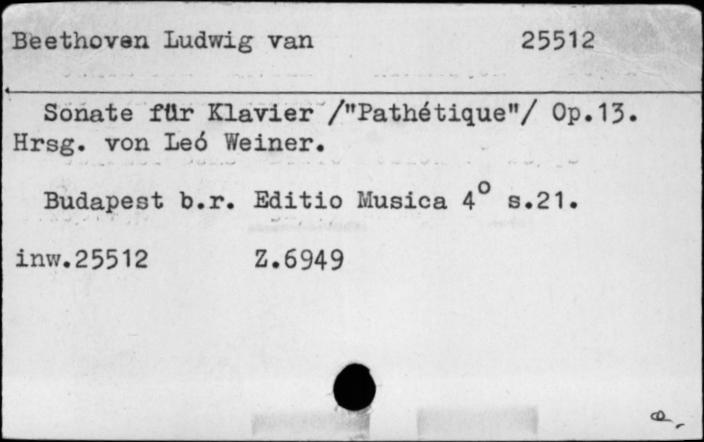 Beethoven Ludwig van 25512
Sonate für Klavier /"Pathétique"/ Op.13.
Hrsg. von Leó Weiner.
Budapest b.r. Editio Musica 4° s.21.
inw.25512 Z.6949